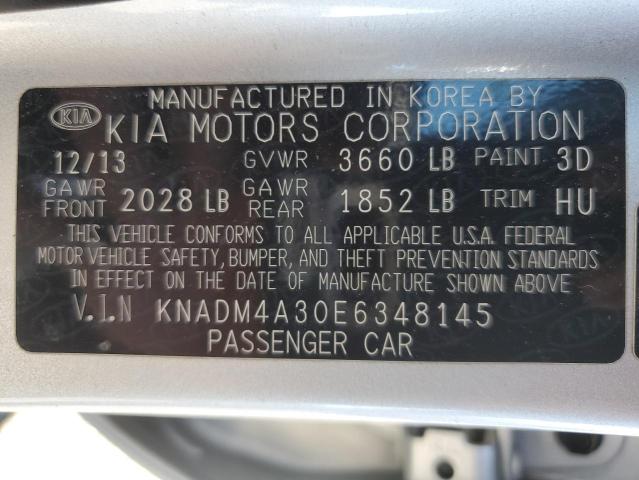 MANUFACTURED IN KOREA BY
KIA KIA MOTORS CORPORATION
12/13 GVWR 3660 LB PAINT 3D
GAWR FRONT 2028 LB GAWR REAR 1852 LB TRIM HU
THIS VEHICLE CONFORMS TO ALL APPLICABLE U.S.A. FEDERAL
MOTOR VEHICLE SAFETY, BUMPER, AND THEFT PREVENTION STANDARDS
IN EFFECT ON THE DATE OF MANUFACTURE SHOWN ABOVE
V.I.N KNADM4A30E6348145
PASSENGER CAR